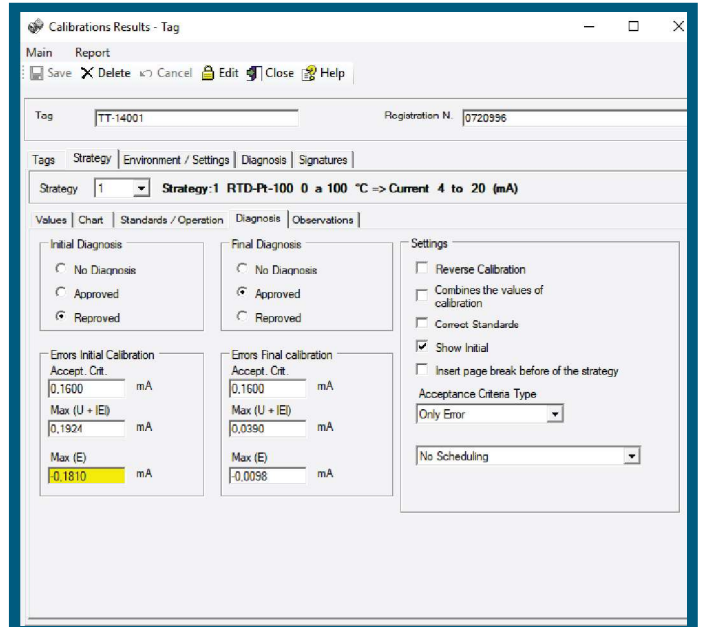 Calibrations Results - Tag
Main Report
Save Delete Cancel Edit Close Help
Tag TT-14001 Registration N. 0720996
Tags Strategy Environment / Settings Diagnosis Signatures
Strategy 1 Strategy:1 RTD-Pt-100 0 a 100 °C => Current 4 to 20 (mA)
Values Chart Standards / Operation Diagnosis Observations
Initial Diagnosis
No Diagnosis
Approved
Reproved
Final Diagnosis
No Diagnosis
Approved
Reproved
Settings
Reverse Calibration
Combines the values of
calibration
Correct Standards
Show Initial
Insert page break before of the strategy
Acceptance Criteria Type
Only Error
No Scheduling
Errors Initial Calibration
Accept. Crit.
0,1600 mA
Max (U + IEI)
0,1924 mA
Max (E)
-0,1810 mA
Errors Final calibration
Accept. Crit.
0,1600 mA
Max (U + IEI)
0,0390 mA
Max (E)
-0,0098 mA